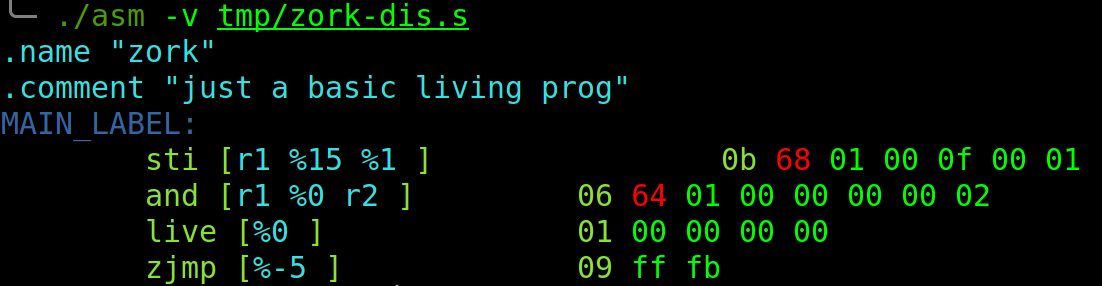 ./asm -v tmp/zork-dis.s
.name "zork"
.comment "just a basic living prog"
MAIN_LABEL:
sti [r1 %15 %1 ] 0b 68 01 00 0f 00 01
and [r1 %0 r2 ] 06 64 01 00 00 00 00 02
live [%0 ] 01 00 00 00 00
zjmp [%-5 ] 09 ff fb